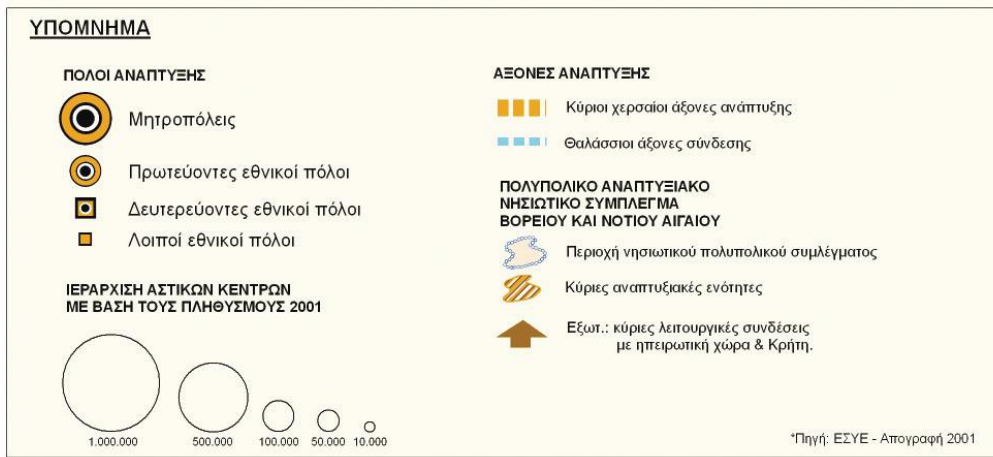 ΥΠΟΜΝΗΜΑ
ΠΟΛΟΙ ΑΝΑΠΤΥΞΗΣ
Μητροπόλεις
Πρωτεύοντες εθνικοί πόλοι
Δευτερεύοντες εθνικοί πόλοι
Λοιποί εθνικοί πόλοι
ΙΕΡΑΡΧΙΣΗ ΑΣΤΙΚΩΝ ΚΕΝΤΡΩΝ
ΜΕ ΒΑΣΗ ΤΟΥΣ ΠΛΗΘΥΣΜΟΥΣ 2001
1.000.000
500.000
100.000
50.000
10.000
ΑΞΟΝΕΣ ΑΝΑΠΤΥΞΗΣ
Κύριοι χερσαίοι άξονες ανάπτυξης
Θαλάσσιοι άξονες σύνδεσης
ΠΟΛΥΠΟΛΙΚΟ ΑΝΑΠΤΥΞΙΑΚΟ
ΝΗΣΙΩΤΙΚΟ ΣΥΜΠΛΕΓΜΑ
ΒΟΡΕΙΟΥ ΚΑΙ ΝΟΤΙΟΥ ΑΙΓΑΙΟΥ
Περιοχή νησιωτικού πολυπολικού συμλέγματος
Κύριες αναπτυξιακές ενότητες
Εξωτ.: κύριες λειτουργικές συνδέσεις
με ηπειρωτική χώρα & Κρήτη.
*Πηγή: ΕΣΥΕ - Απογραφή 2001